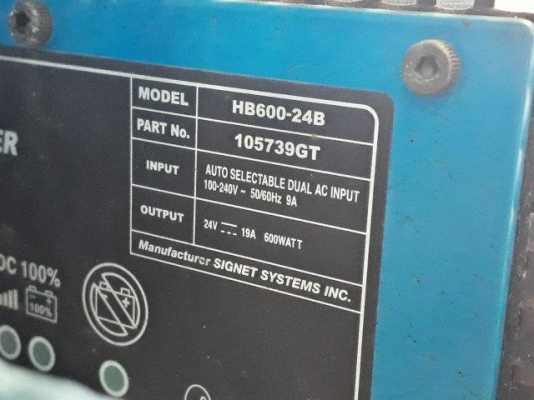 MODEL HB600-24B
PART No. 105739GT
INPUT AUTO SELECTABLE DUAL AC INPUT
100-240V ~ 50/60Hz 9A
OUTPUT 24V ⎓ 19A 600WATT
Manufacturer SIGNET SYSTEMS INC.
ER
DC 100%
100%